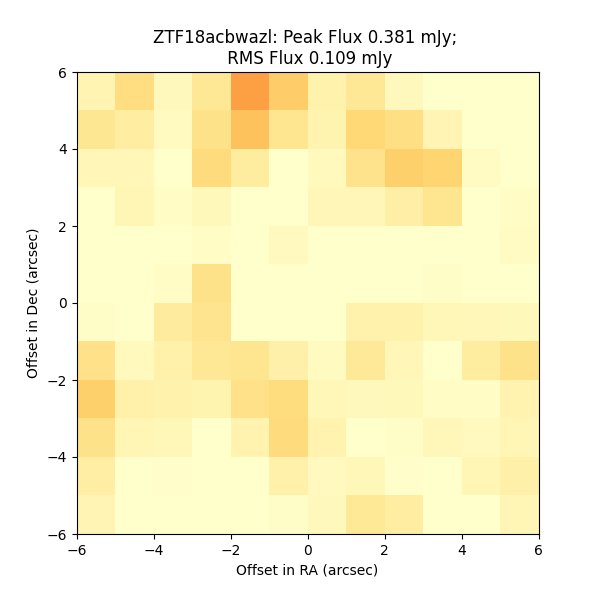 ZTF18acbwazl: Peak Flux 0.381 mJy;
RMS Flux 0.109 mJy
6
4
2
0
−2
−4
−6
Offset in Dec (arcsec)
−6 −4 −2 0 2 4 6
Offset in RA (arcsec)